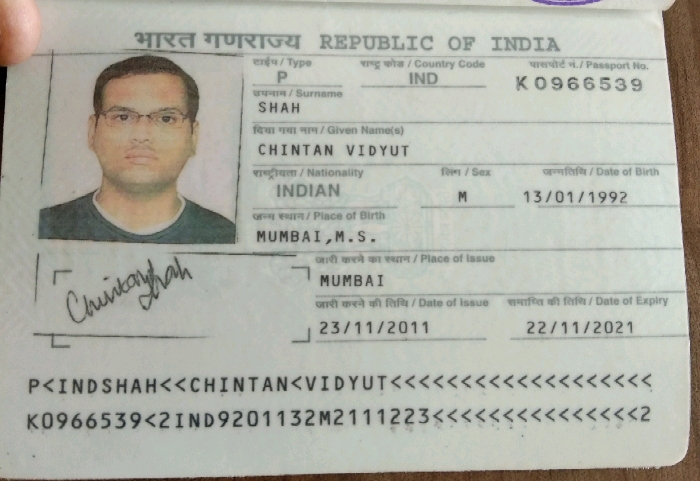 भारत गणराज्य REPUBLIC OF INDIA
टाईप / Type राष्ट्र कोड / Country Code पासपोर्ट नं. / Passport No.
P IND K0966539
उपनाम / Surname
SHAH
दिया गया नाम / Given Name(s)
CHINTAN VIDYUT
राष्ट्रीयता / Nationality लिंग / Sex जन्मतिथि / Date of Birth
INDIAN M 13/01/1992
जन्म स्थान / Place of Birth
MUMBAI,M.S.
जारी करने का स्थान / Place of Issue
MUMBAI
जारी करने की तिथि / Date of Issue समाप्ति की तिथि / Date of Expiry
23/11/2011 22/11/2021
Chintanshah
P<INDSHAH<<CHINTAN<VIDYUT<<<<<<<<<<<<<<<<<<<
K0966539<2IND9201132M2111223<<<<<<<<<<<<<<<2